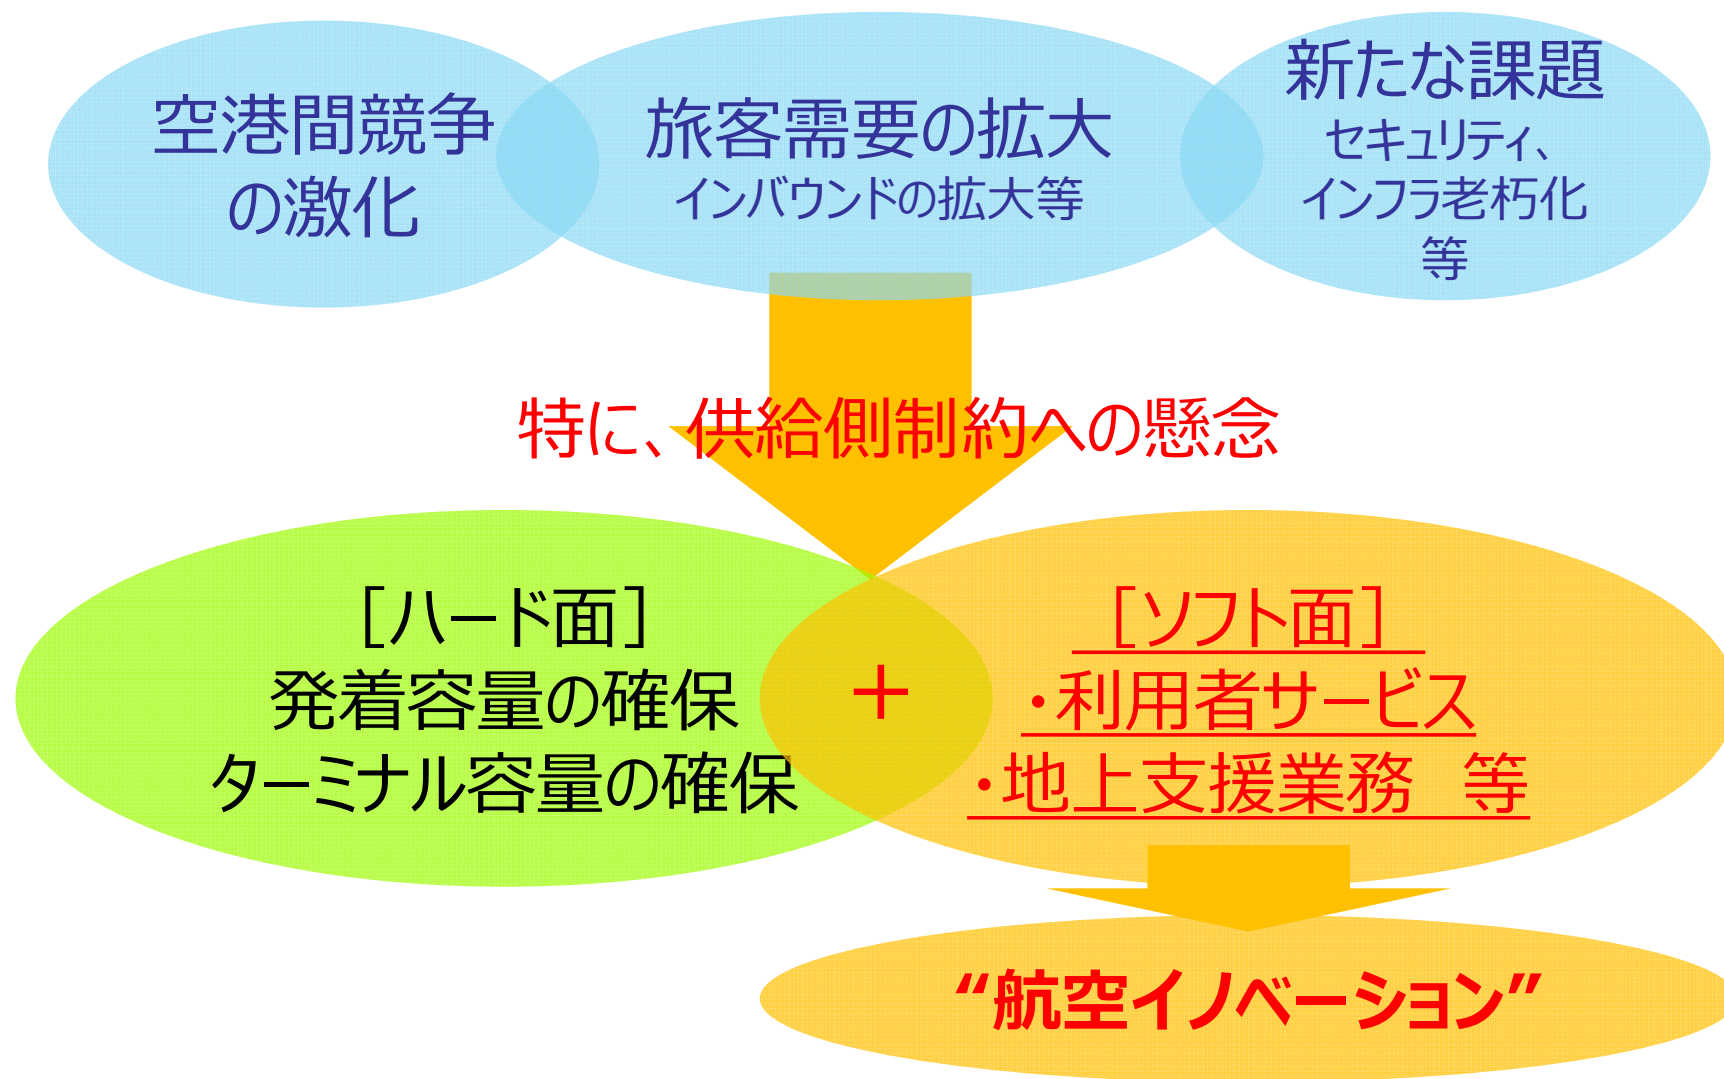 空港間競争
の激化
旅客需要の拡大
インバウンドの拡大等
新たな課題
セキュリティ、
インフラ老朽化
等
特に、供給側制約への懸念
［ハード面］
発着容量の確保
ターミナル容量の確保
＋
［ソフト面］
・利用者サービス
・地上支援業務　等
“航空イノベーション”